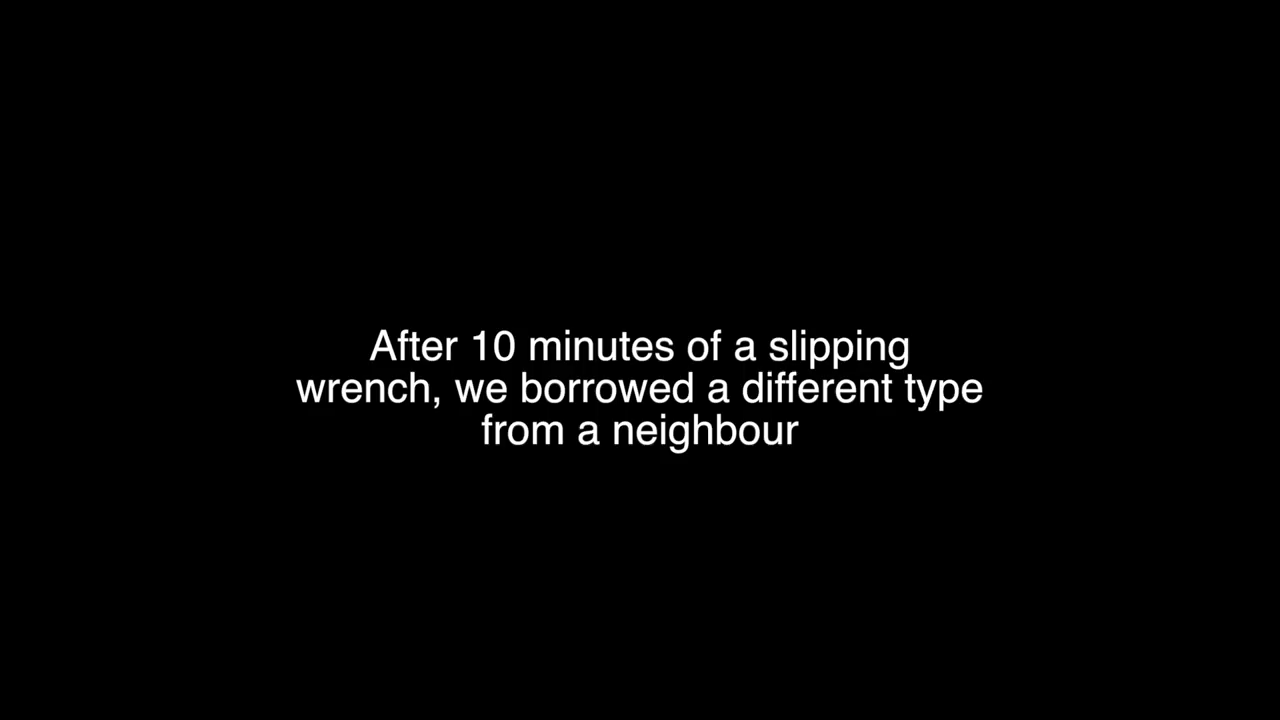 After 10 minutes of a slipping
wrench, we borrowed a different type
from a neighbour